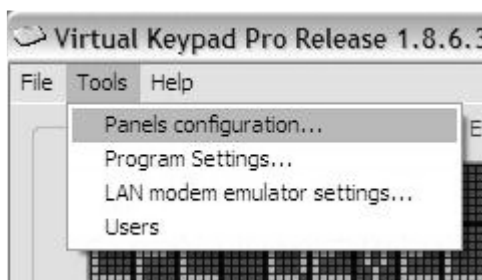 Virtual Keypad Pro Release 1.8.6.3
File Tools Help
Panels configuration...
Program Settings...
LAN modem emulator settings...
Users